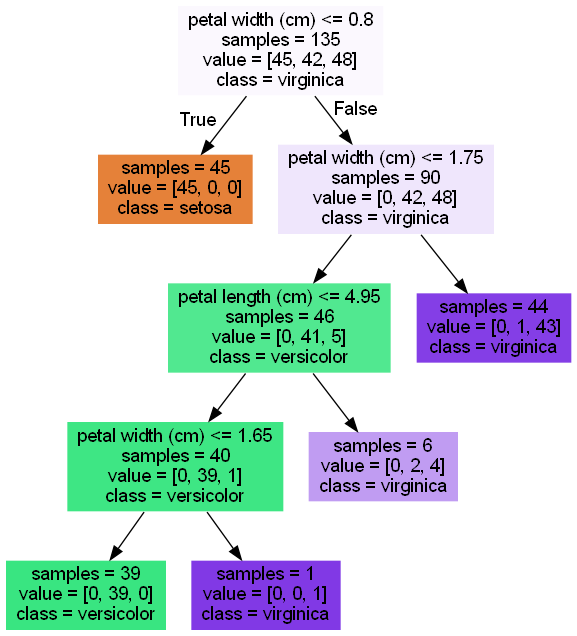 petal width (cm) <= 0.8
samples = 135
value = [45, 42, 48]
class = virginica
True
False
samples = 45
value = [45, 0, 0]
class = setosa
petal width (cm) <= 1.75
samples = 90
value = [0, 42, 48]
class = virginica
petal length (cm) <= 4.95
samples = 46
value = [0, 41, 5]
class = versicolor
samples = 44
value = [0, 1, 43]
class = virginica
petal width (cm) <= 1.65
samples = 40
value = [0, 39, 1]
class = versicolor
samples = 6
value = [0, 2, 4]
class = virginica
samples = 39
value = [0, 39, 0]
class = versicolor
samples = 1
value = [0, 0, 1]
class = virginica